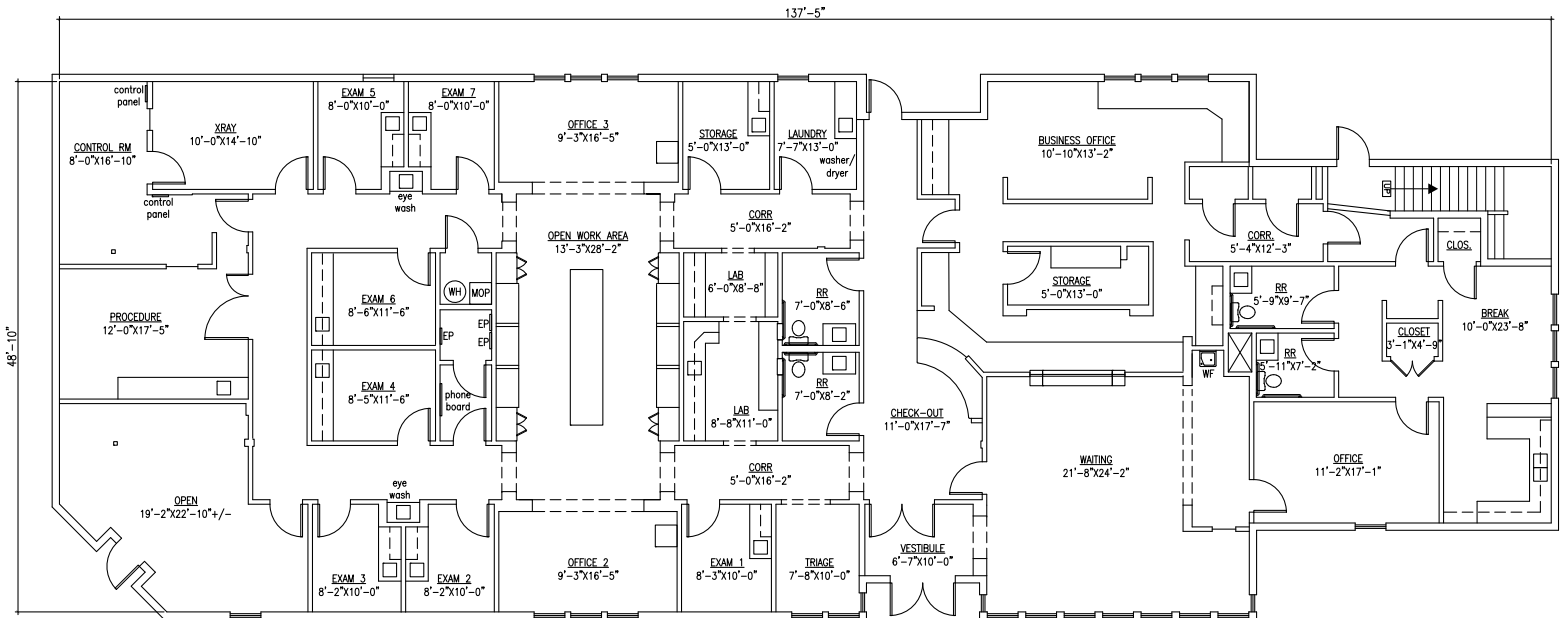 137'-5"
48'-10"
control
panel
CONTROL RM
8'-0"X16'-10"
XRAY
10'-0"X14'-10"
control
panel
EXAM 5
8'-0"X10'-0"
EXAM 7
8'-0"X10'-0"
eye
wash
OFFICE 3
9'-3"X16'-5"
STORAGE
5'-0"X13'-0"
LAUNDRY
7'-7"X13'-0"
washer/
dryer
BUSINESS OFFICE
10'-10"X13'-2"
UP
CORR
5'-0"X16'-2"
OPEN WORK AREA
13'-3"X28'-2"
CORR.
5'-4"X12'-3"
CLOS.
STORAGE
5'-0"X13'-0"
LAB
6'-0"X8'-8"
RR
7'-0"X8'-6"
EXAM 6
8'-6"X11'-6"
WH
MOP
EP
EP
EP
PROCEDURE
12'-0"X17'-5"
RR
5'-9"X9'-7"
BREAK
10'-0"X23'-8"
CLOSET
3'-1"X4'-9"
RR
5'-11"X7'-2"
WF
EXAM 4
8'-5"X11'-6"
phone
board
LAB
8'-8"X11'-0"
RR
7'-0"X8'-2"
CHECK-OUT
11'-0"X17'-7"
WAITING
21'-8"X24'-2"
OFFICE
11'-2"X17'-1"
CORR
5'-0"X16'-2"
eye
wash
OPEN
19'-2"X22'-10"+/-
EXAM 3
8'-2"X10'-0"
EXAM 2
8'-2"X10'-0"
OFFICE 2
9'-3"X16'-5"
EXAM 1
8'-3"X10'-0"
TRIAGE
7'-8"X10'-0"
VESTIBULE
6'-7"X10'-0"